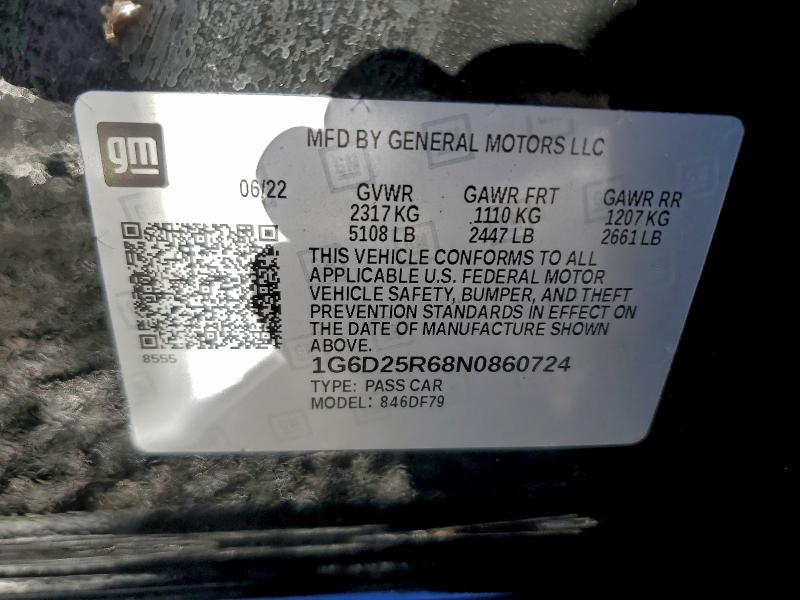 gm
MFD BY GENERAL MOTORS LLC
06/22
GVWR GAWR FRT GAWR RR
2317 KG 1110 KG 1207 KG
5108 LB 2447 LB 2661 LB
THIS VEHICLE CONFORMS TO ALL
APPLICABLE U.S. FEDERAL MOTOR
VEHICLE SAFETY, BUMPER, AND THEFT
PREVENTION STANDARDS IN EFFECT ON
THE DATE OF MANUFACTURE SHOWN
ABOVE.
8555
1G6D25R68N0860724
TYPE: PASS CAR
MODEL: 846DF79